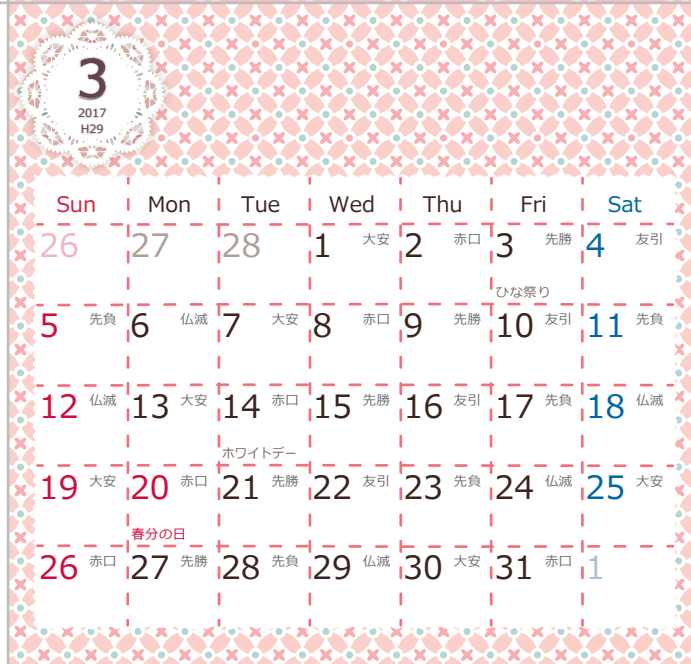 3
2017
H29
Sun Mon Tue Wed Thu Fri Sat
26 27 28 1 大安 2 赤口 3 先勝 4 友引
ひな祭り
5 先負 6 仏滅 7 大安 8 赤口 9 先勝 10 友引 11 先負
12 仏滅 13 大安 14 赤口 15 先勝 16 友引 17 先負 18 仏滅
ホワイトデー
19 大安 20 赤口 21 先勝 22 友引 23 先負 24 仏滅 25 大安
春分の日
26 赤口 27 先勝 28 先負 29 仏滅 30 大安 31 赤口 1